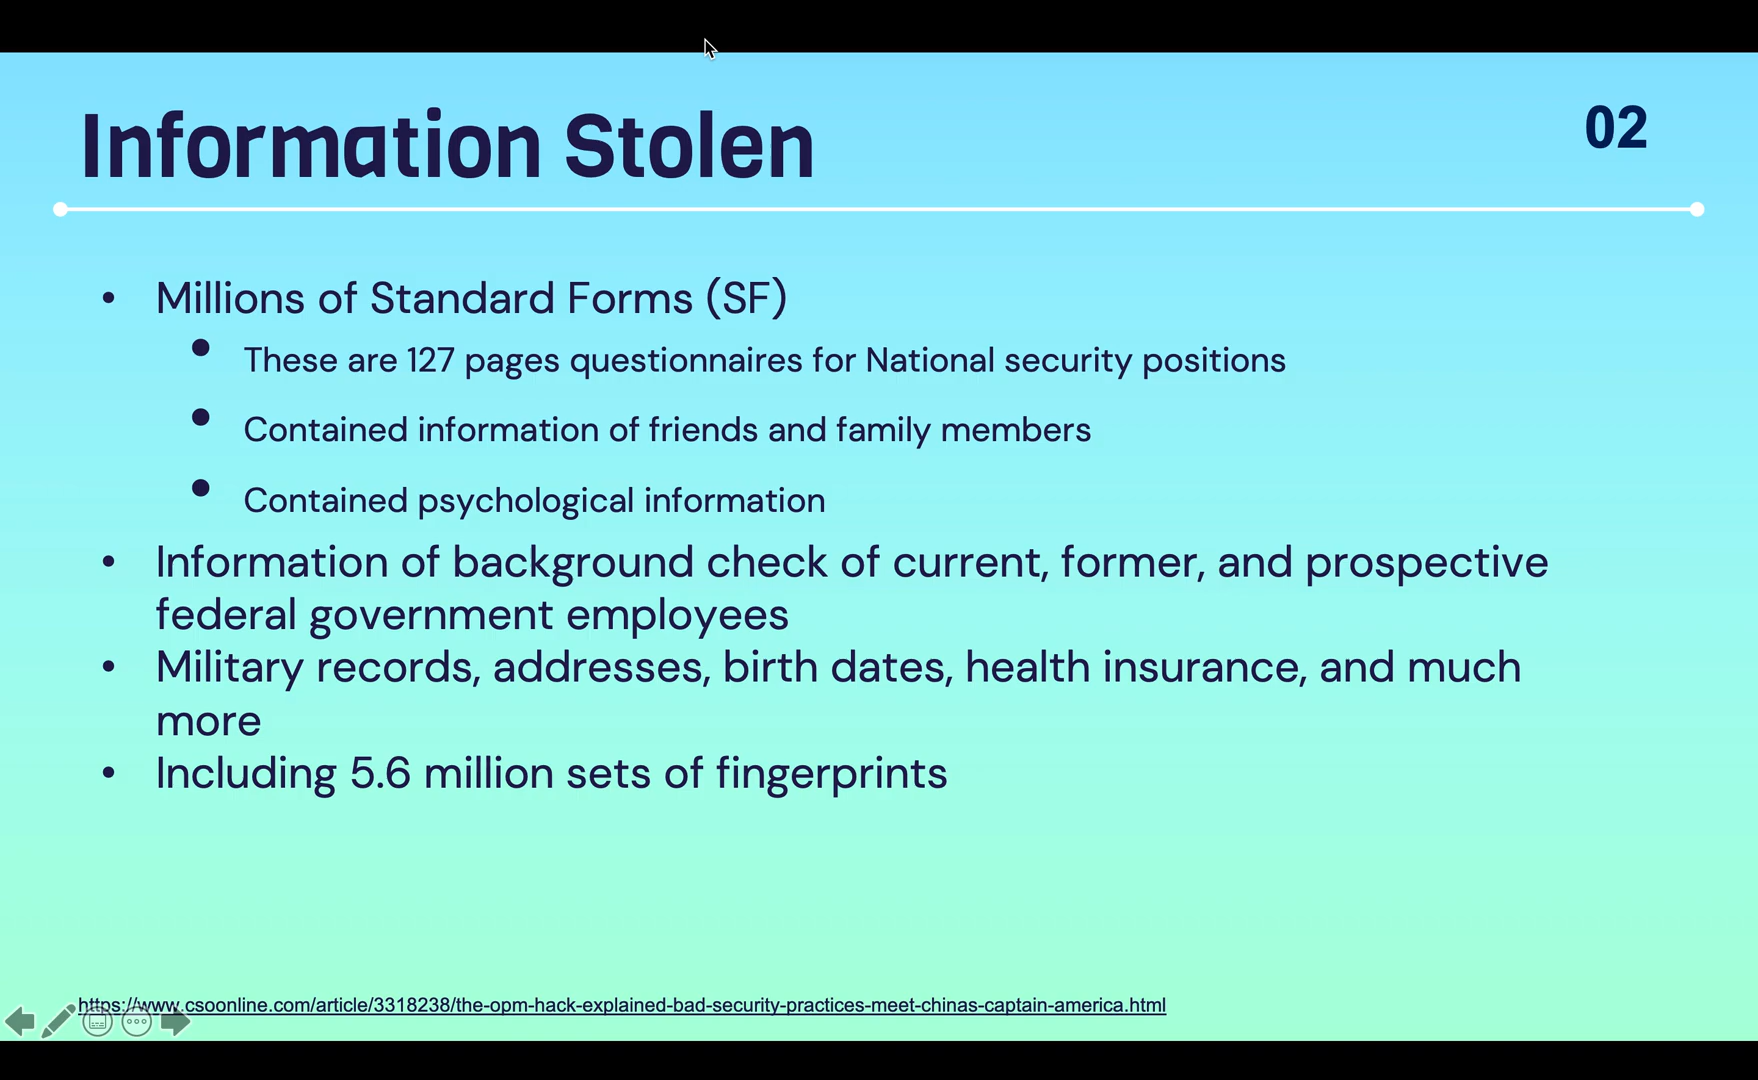 Information Stolen
02
• Millions of Standard Forms (SF)
• These are 127 pages questionnaires for National security positions
• Contained information of friends and family members
• Contained psychological information
• Information of background check of current, former, and prospective
federal government employees
• Military records, addresses, birth dates, health insurance, and much
more
• Including 5.6 million sets of fingerprints
https://www.csoonline.com/article/3318238/the-opm-hack-explained-bad-security-practices-meet-chinas-captain-america.html